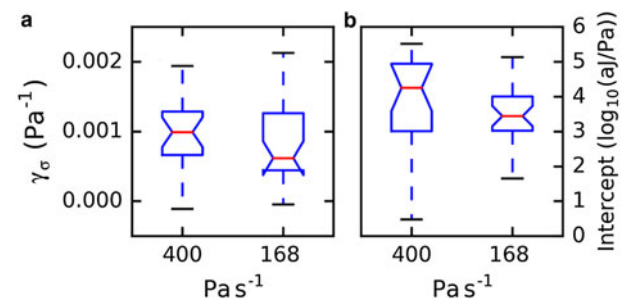 a
b
γσ (Pa⁻¹)
0.002
0.001
0.000
400
168
Pa s⁻¹
6
5
4
3
2
1
0
Intercept (log₁₀(aJ/Pa))
400
168
Pa s⁻¹